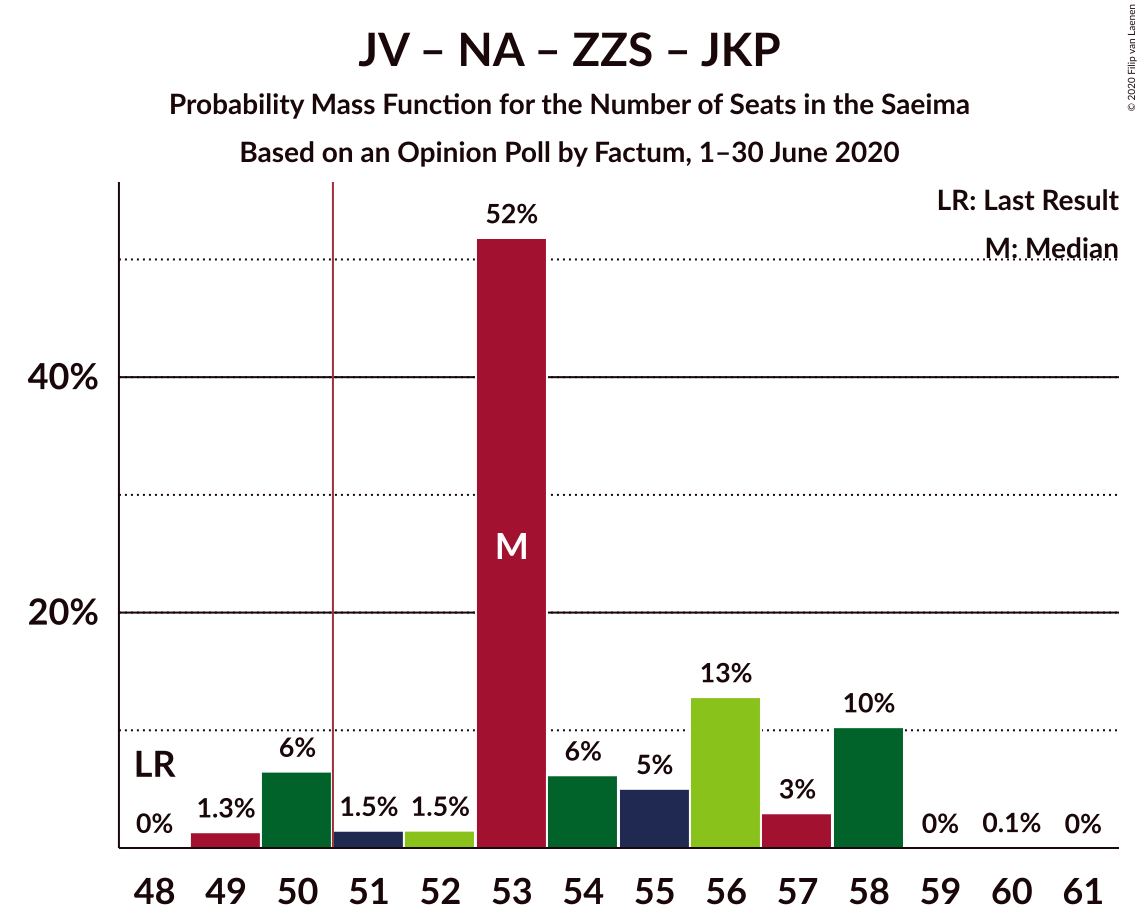 JV – NA – ZZS – JKP
Probability Mass Function for the Number of Seats in the Saeima
Based on an Opinion Poll by Factum, 1–30 June 2020
© 2020 Filip van Laenen
LR: Last Result
M: Median
40%
20%
LR
0%
1.3%
6%
1.5%
1.5%
52%
M
6%
5%
13%
3%
10%
0%
0.1%
0%
48 49 50 51 52 53 54 55 56 57 58 59 60 61